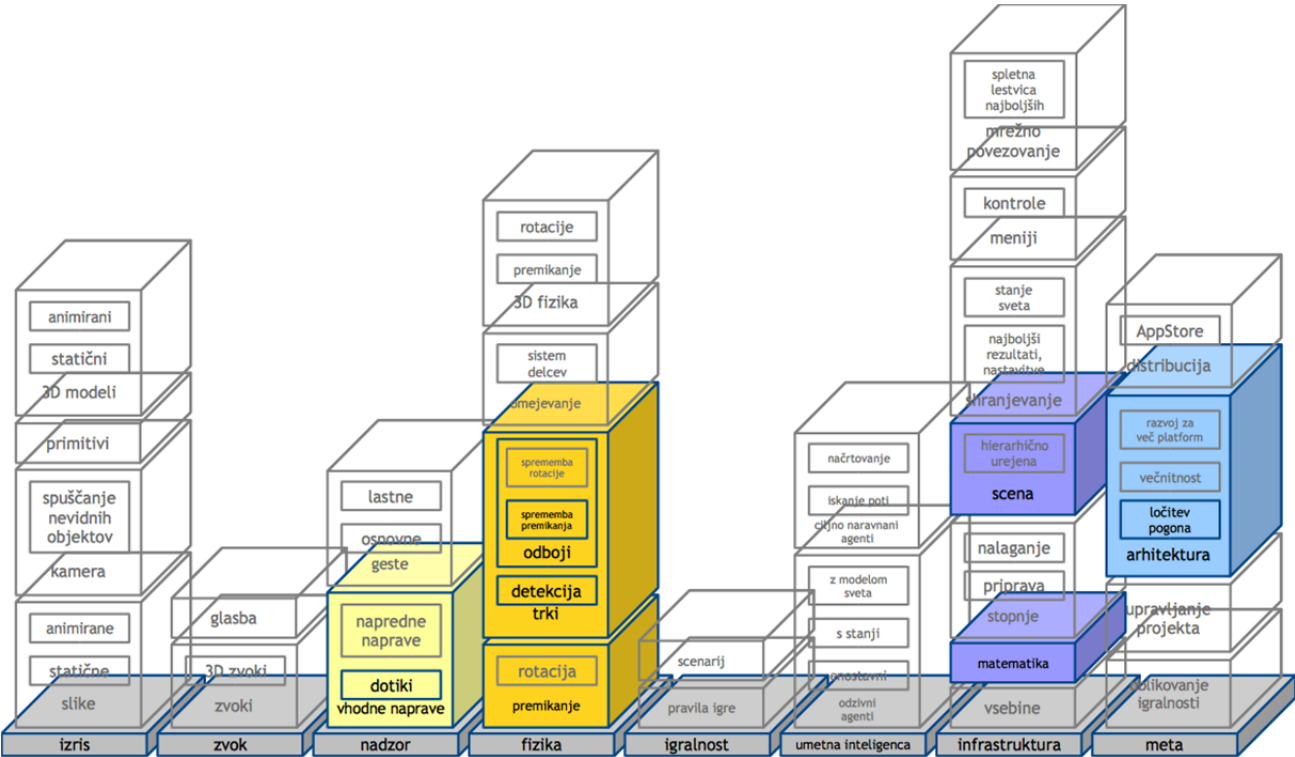 animirani
statični
3D modeli
primitivi
spuščanje
nevidnih
objektov
kamera
animirane
statične
slike
izris
glasba
3D zvoki
zvoki
zvok
lastne
osnovne
geste
napredne
naprave
dotiki
vhodne naprave
nadzor
rotacije
premikanje
3D fizika
sistem
delcev
omejevanje
sprememba
rotacije
sprememba
premikanja
odboji
detekcija
trki
rotacija
premikanje
fizika
scenarij
pravila igre
igralnost
načrtovanje
iskanje poti
ciljno naravnani
agenti
z modelom
sveta
s stanji
enostavni
odzivni
agenti
umetna inteligenca
spletna
lestvica
najboljših
mrežno
povezovanje
kontrole
meniji
stanje
sveta
najboljši
rezultati,
nastavitve
shranjevanje
hierarhično
urejena
scena
nalaganje
priprava
stopnje
matematika
vsebine
infrastruktura
AppStore
distribucija
razvoj za
več platform
večnitnost
ločitev
pogona
arhitektura
upravljanje
projekta
oblikovanje
igralnosti
meta